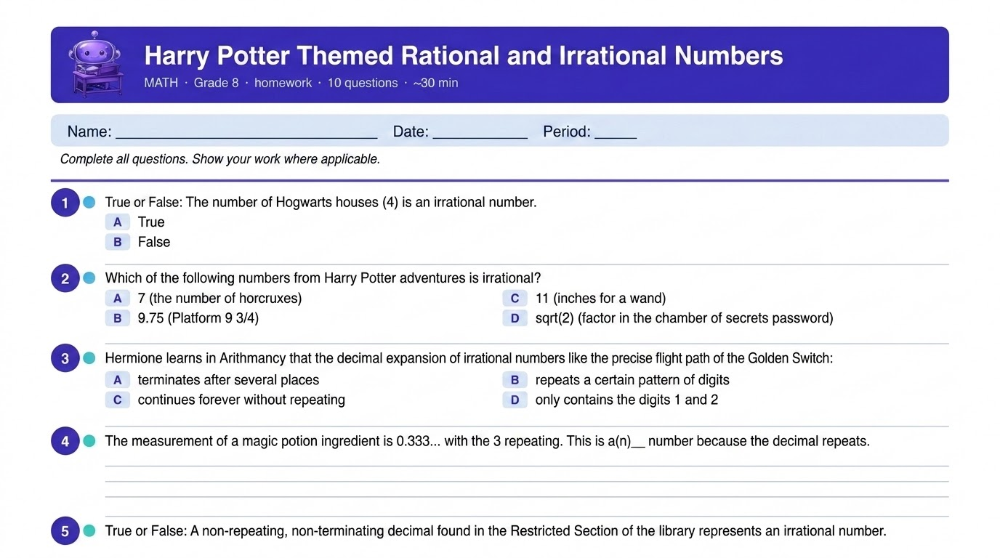 Harry Potter Themed Rational and Irrational Numbers
MATH · Grade 8 · homework · 10 questions · ~30 min
Name: ____________________ Date: __________ Period: _____
Complete all questions. Show your work where applicable.
1 True or False: The number of Hogwarts houses (4) is an irrational number.
A True
B False
2 Which of the following numbers from Harry Potter adventures is irrational?
A 7 (the number of horcruxes) C 11 (inches for a wand)
B 9.75 (Platform 9 3/4) D sqrt(2) (factor in the chamber of secrets password)
3 Hermione learns in Arithmancy that the decimal expansion of irrational numbers like the precise flight path of the Golden Switch:
A terminates after several places B repeats a certain pattern of digits
C continues forever without repeating D only contains the digits 1 and 2
4 The measurement of a magic potion ingredient is 0.333... with the 3 repeating. This is a(n)__ number because the decimal repeats.
5 True or False: A non-repeating, non-terminating decimal found in the Restricted Section of the library represents an irrational number.